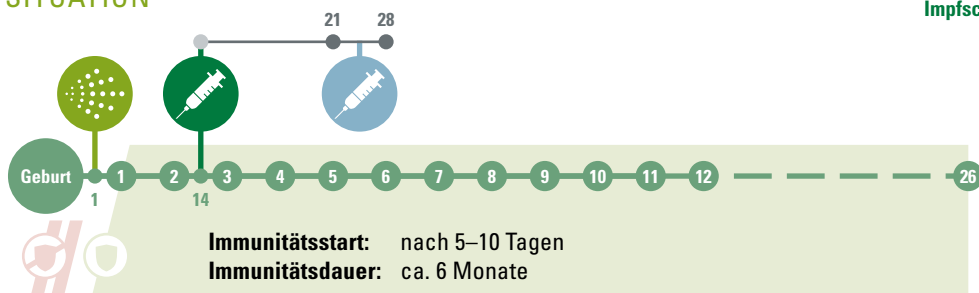 SITUATION
Impfsc
21 28
Geburt 1 2 3 4 5 6 7 8 9 10 11 12 26
1 14
Immunitätsstart: nach 5–10 Tagen
Immunitätsdauer: ca. 6 Monate